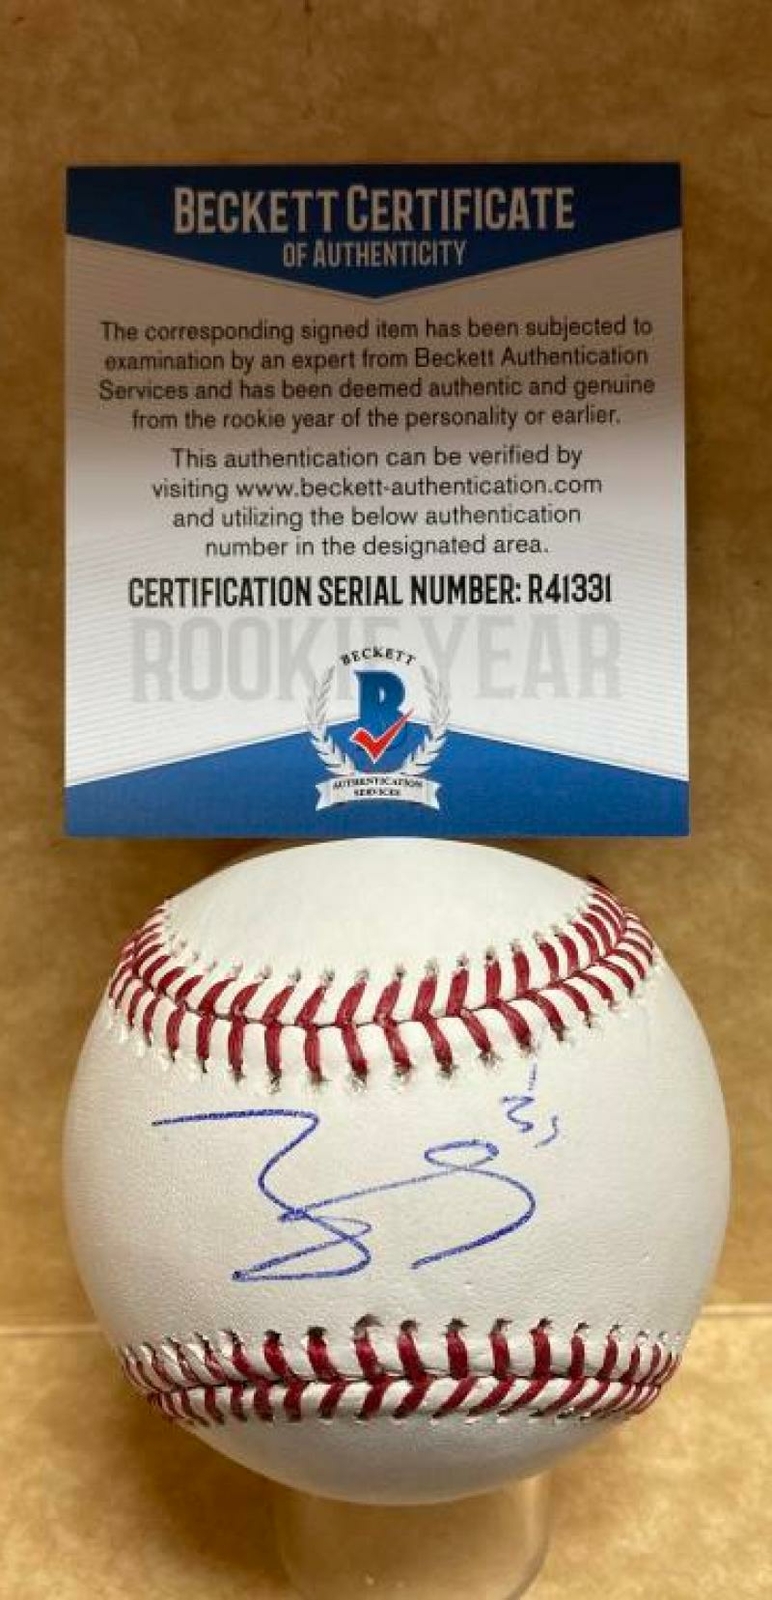 BECKETT CERTIFICATE
OF AUTHENTICITY
The corresponding signed item has been subjected to
examination by an expert from Beckett Authentication
Services and has been deemed authentic and genuine
from the rookie year of the personality or earlier.
This authentication can be verified by
visiting www.beckett-authentication.com
and utilizing the below authentication
number in the designated area.
CERTIFICATION SERIAL NUMBER: R41331
ROOKIE YEAR
BECKETT
B
AUTHENTICATION
SERVICES